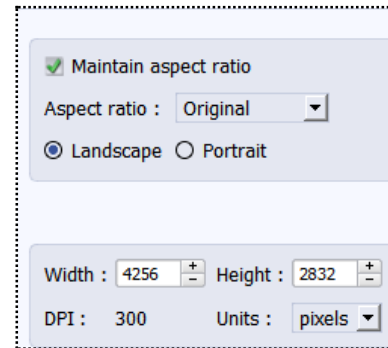 Maintain aspect ratio
Aspect ratio : Original
Landscape Portrait
Width : 4256 Height : 2832
DPI : 300 Units : pixels